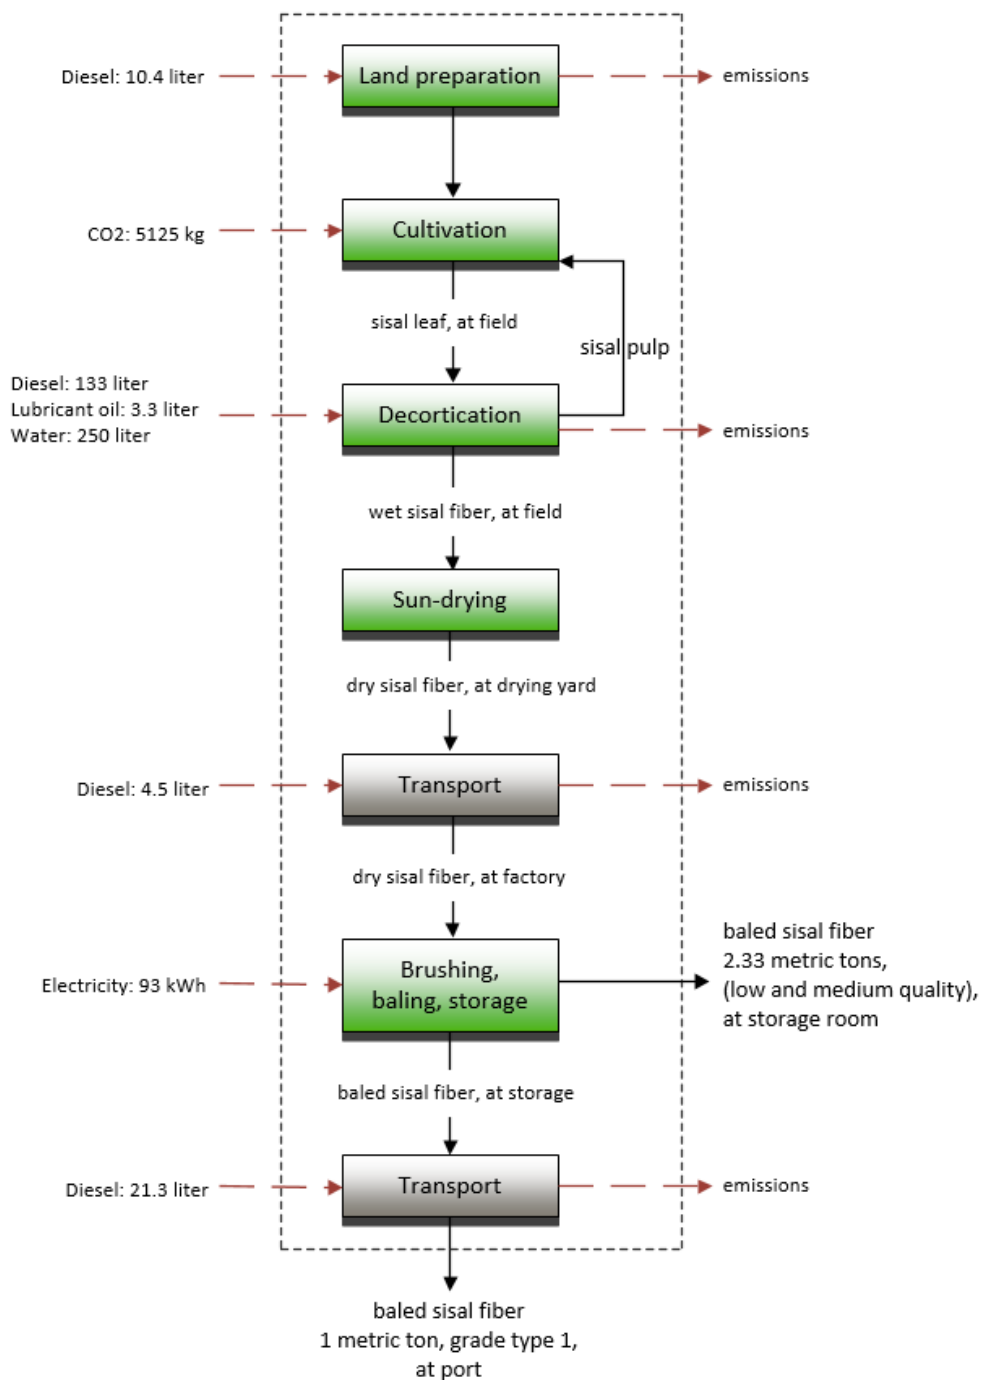 Diesel: 10.4 liter
Land preparation
emissions
CO2: 5125 kg
Cultivation
sisal leaf, at field
sisal pulp
Diesel: 133 liter
Lubricant oil: 3.3 liter
Water: 250 liter
Decortication
emissions
wet sisal fiber, at field
Sun-drying
dry sisal fiber, at drying yard
Diesel: 4.5 liter
Transport
emissions
dry sisal fiber, at factory
Electricity: 93 kWh
Brushing,
baling, storage
baled sisal fiber
2.33 metric tons,
(low and medium quality),
at storage room
baled sisal fiber, at storage
Diesel: 21.3 liter
Transport
emissions
baled sisal fiber
1 metric ton, grade type 1,
at port